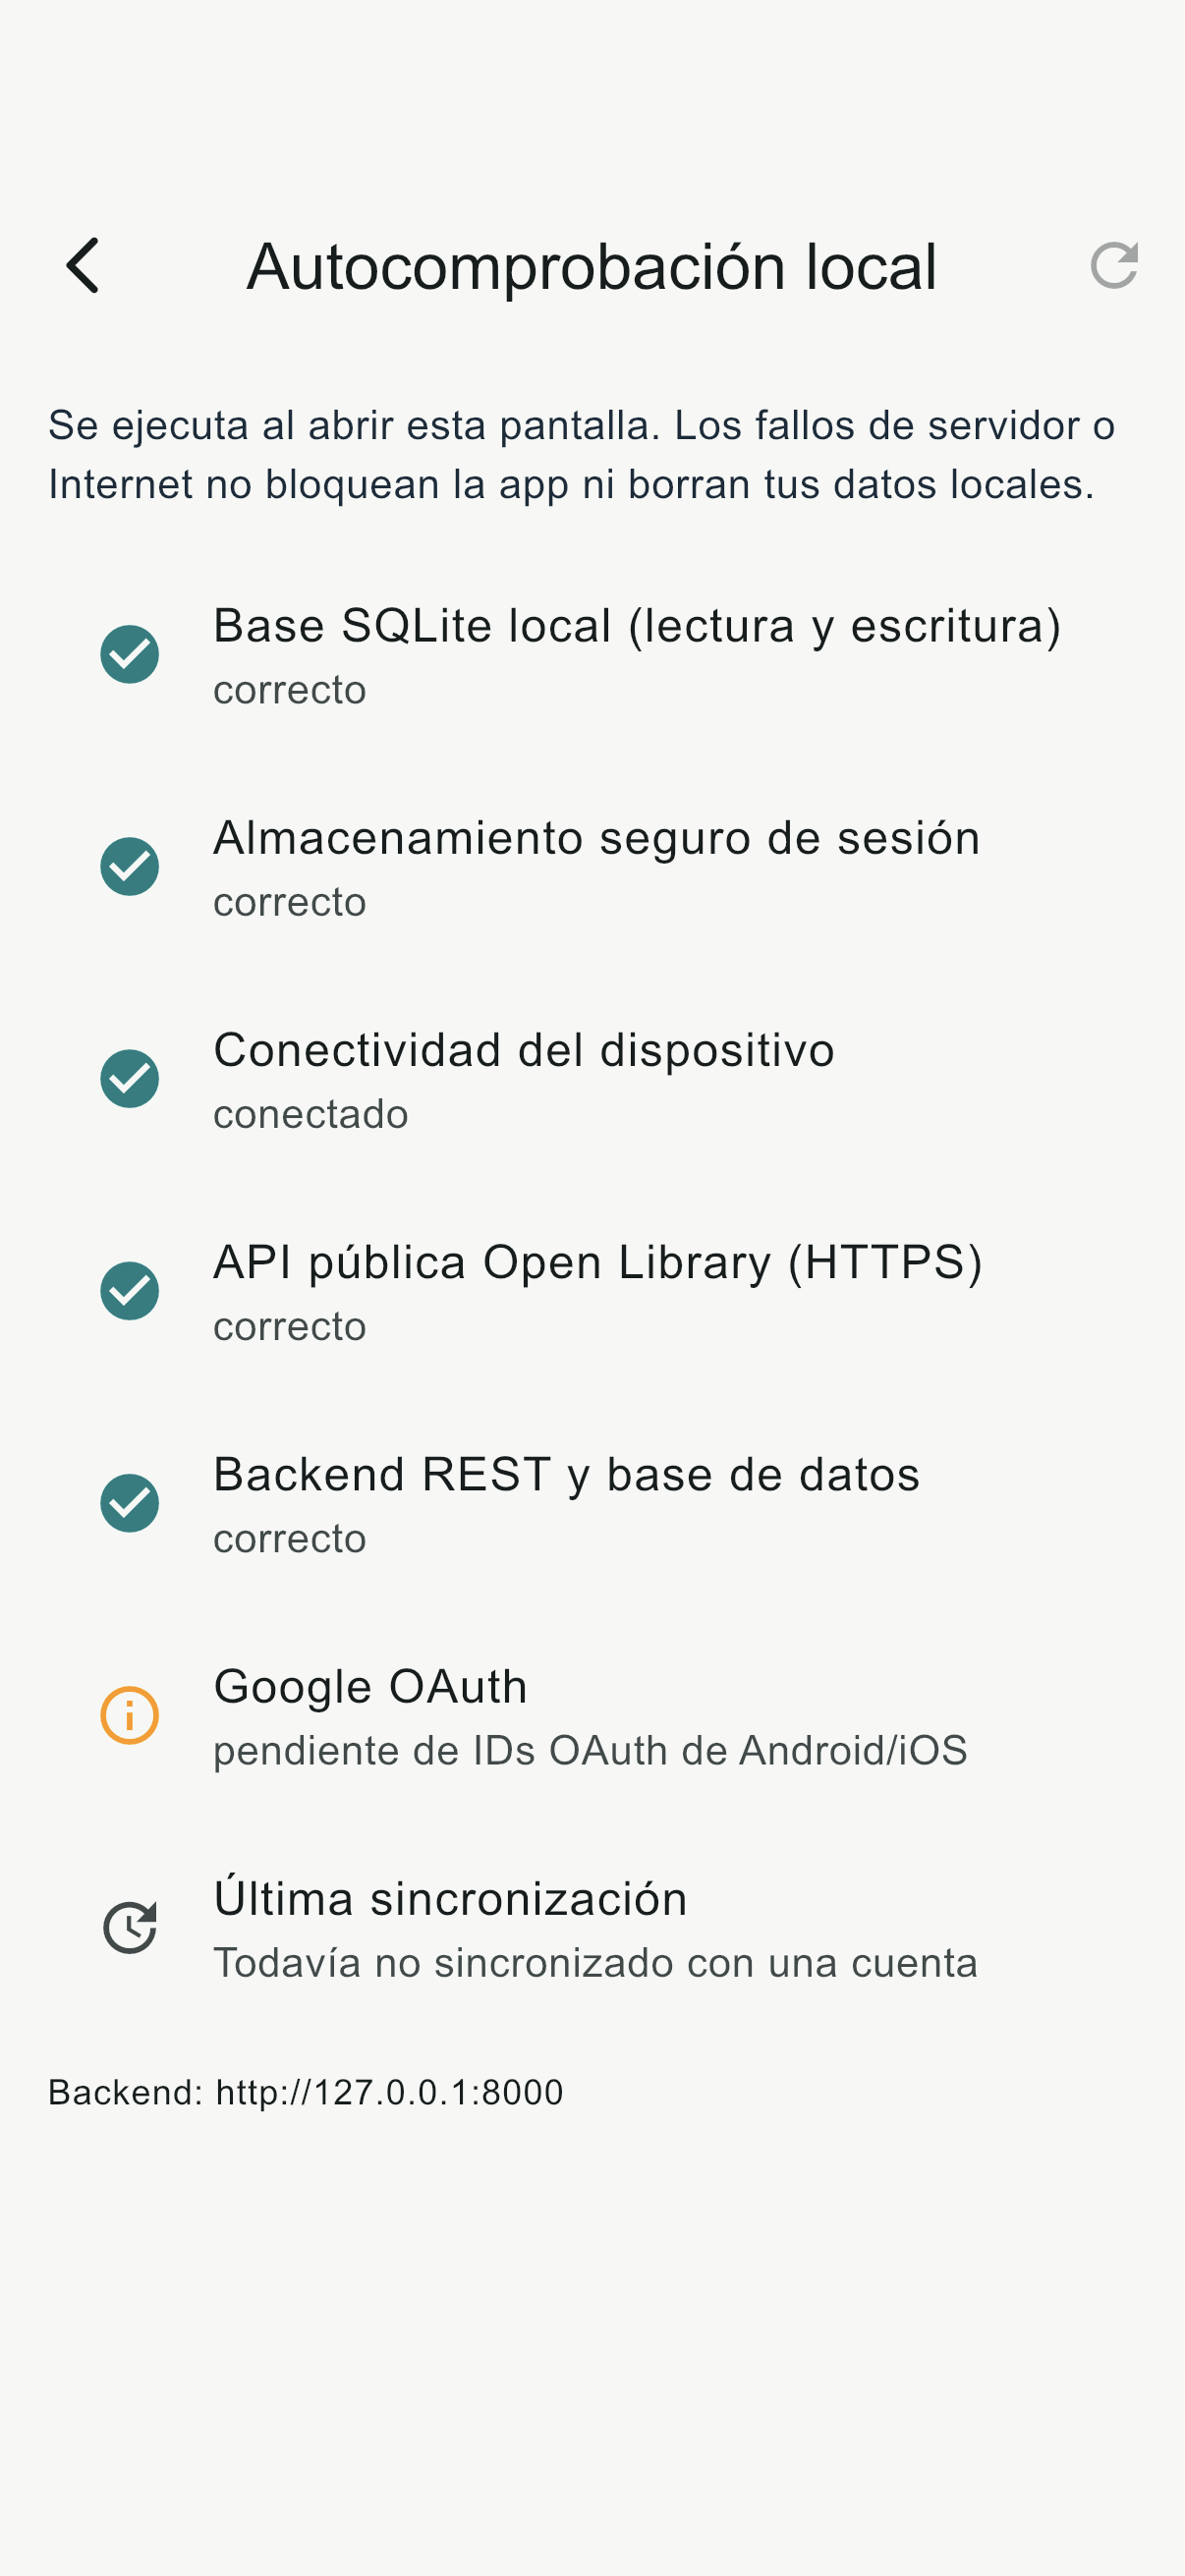 Autocomprobación local
Se ejecuta al abrir esta pantalla. Los fallos de servidor o
Internet no bloquean la app ni borran tus datos locales.
Base SQLite local (lectura y escritura)
correcto
Almacenamiento seguro de sesión
correcto
Conectividad del dispositivo
conectado
API pública Open Library (HTTPS)
correcto
Backend REST y base de datos
correcto
Google OAuth
pendiente de IDs OAuth de Android/iOS
Última sincronización
Todavía no sincronizado con una cuenta
Backend: http://127.0.0.1:8000